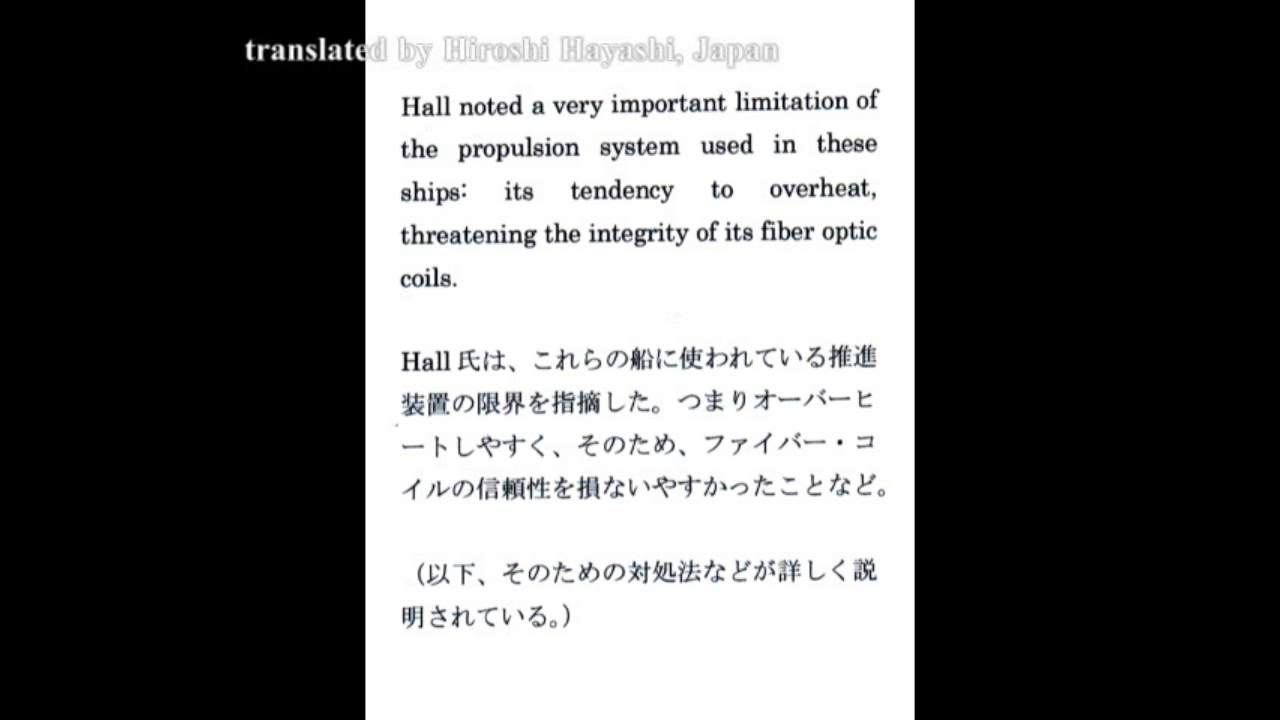 translated by Hiroshi Hayashi, Japan
Hall noted a very important limitation of
the propulsion system used in these
ships: its tendency to overheat,
threatening the integrity of its fiber optic
coils.
Hall 氏は、これらの船に使われている推進
装置の限界を指摘した。つまりオーバーヒ
ートしやすく、そのため、ファイバー・コ
イルの信頼性を損ないやすかったことなど。
（以下、そのための対処法などが詳しく説
明されている。）